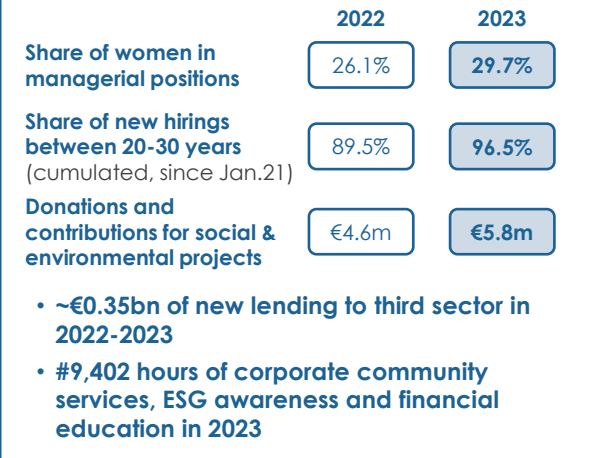 2022 2023
Share of women in
managerial positions
26.1% 29.7%
Share of new hirings
between 20-30 years
(cumulated, since Jan.21)
89.5% 96.5%
Donations and
contributions for social &
environmental projects
€4.6m €5.8m
• ~€0.35bn of new lending to third sector in
2022-2023
• #9,402 hours of corporate community
services, ESG awareness and financial
education in 2023